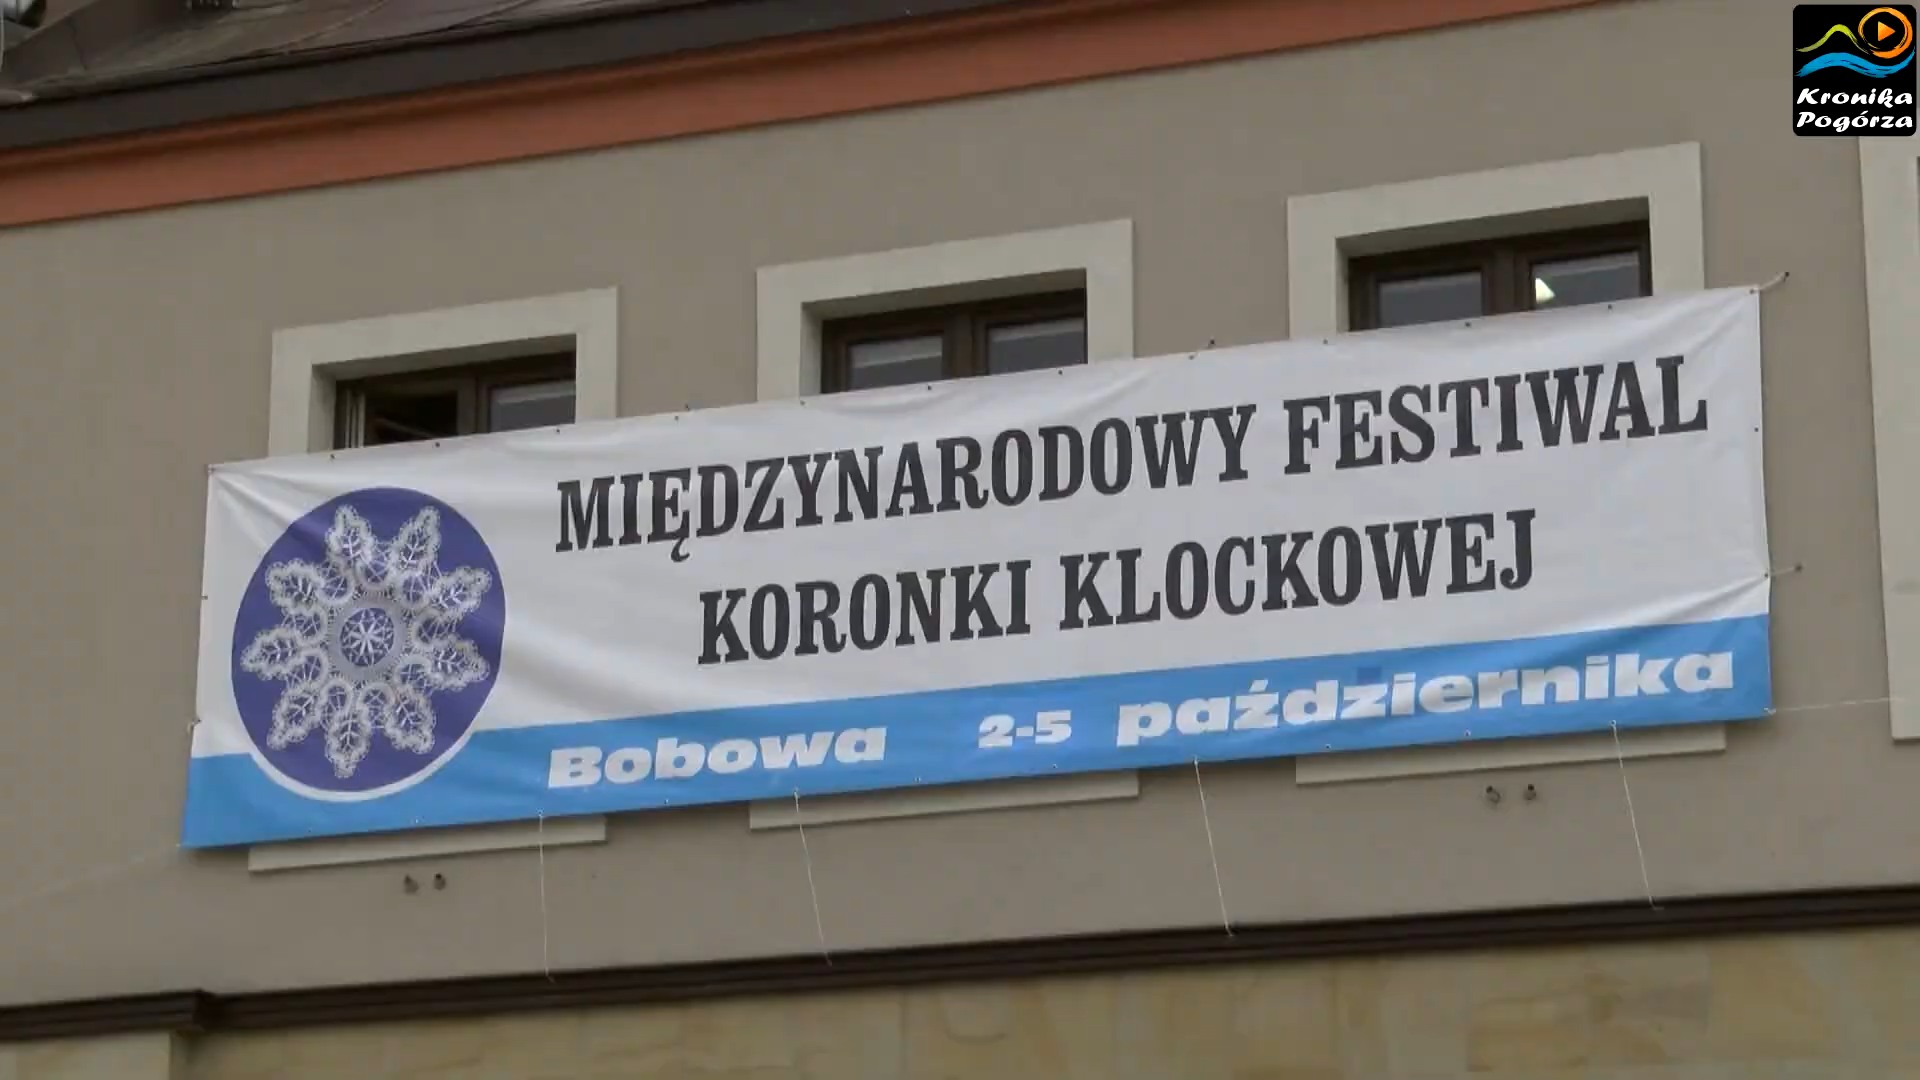 Kronika
Pogórza
MIĘDZYNARODOWY FESTIWAL
KORONKI KLOCKOWEJ
Bobowa 2-5 października